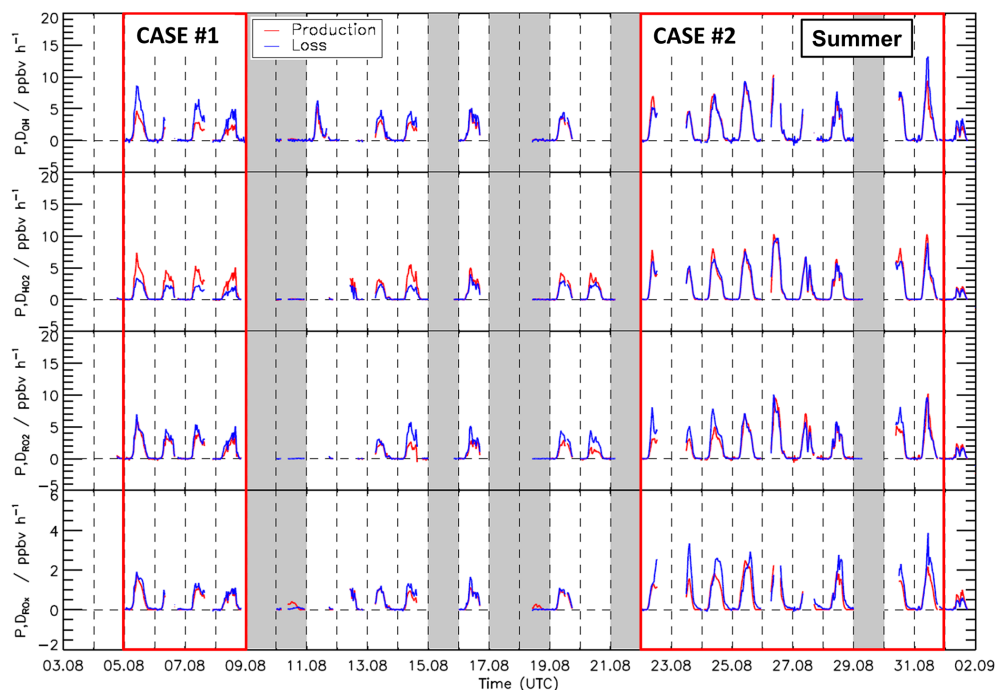 CASE #1
Production
Loss
CASE #2
Summer
20
15
10
5
0
-5
P,D_OH / ppbv h⁻¹
20
15
10
5
0
-5
P,D_HO2 / ppbv h⁻¹
20
15
10
5
0
-5
P,D_RO2 / ppbv h⁻¹
6
4
2
0
-2
P,D_ROx / ppbv h⁻¹
03.08 05.08 07.08 09.08 11.08 13.08 15.08 17.08 19.08 21.08 23.08 25.08 27.08 29.08 31.08 02.09
Time (UTC)